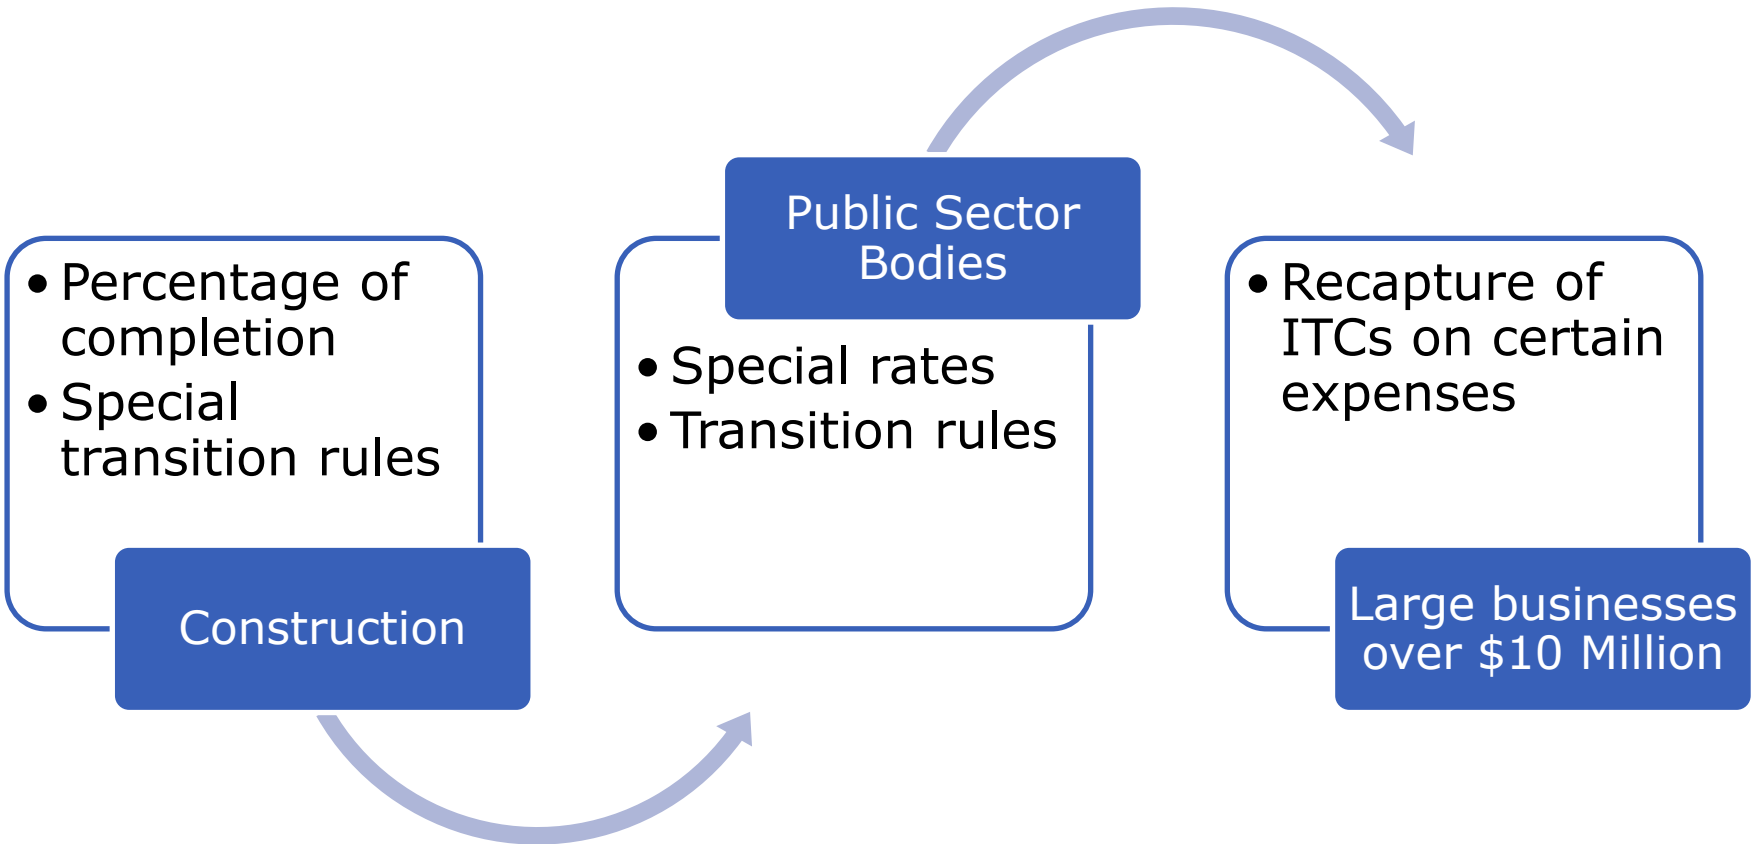 • Percentage of
completion
• Special
transition rules
Construction
Public Sector
Bodies
• Special rates
• Transition rules
• Recapture of
ITCs on certain
expenses
Large businesses
over $10 Million